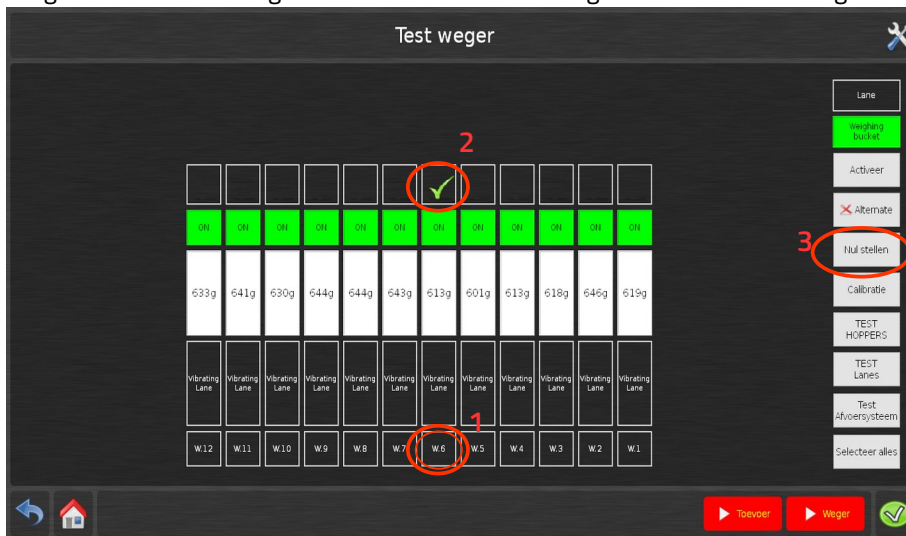 Test weger
Lane
Weighing
bucket
2
Activeer
Alternate
ON ON ON ON ON ON ON ON ON ON ON ON
3
Nul stellen
633g 641g 630g 644g 644g 643g 613g 601g 613g 618g 646g 619g
Calibratie
TEST
HOPPERS
TEST
Lanes
Vibrating Vibrating Vibrating Vibrating Vibrating Vibrating Vibrating Vibrating Vibrating Vibrating Vibrating Vibrating
Lane Lane Lane Lane Lane Lane Lane Lane Lane Lane Lane Lane
Test
Afvoersysteem
1
W.12 W.11 W.10 W.9 W.8 W.7 W.6 W.5 W.4 W.3 W.2 W.1
Selecteer alles
Toevoer
Weger